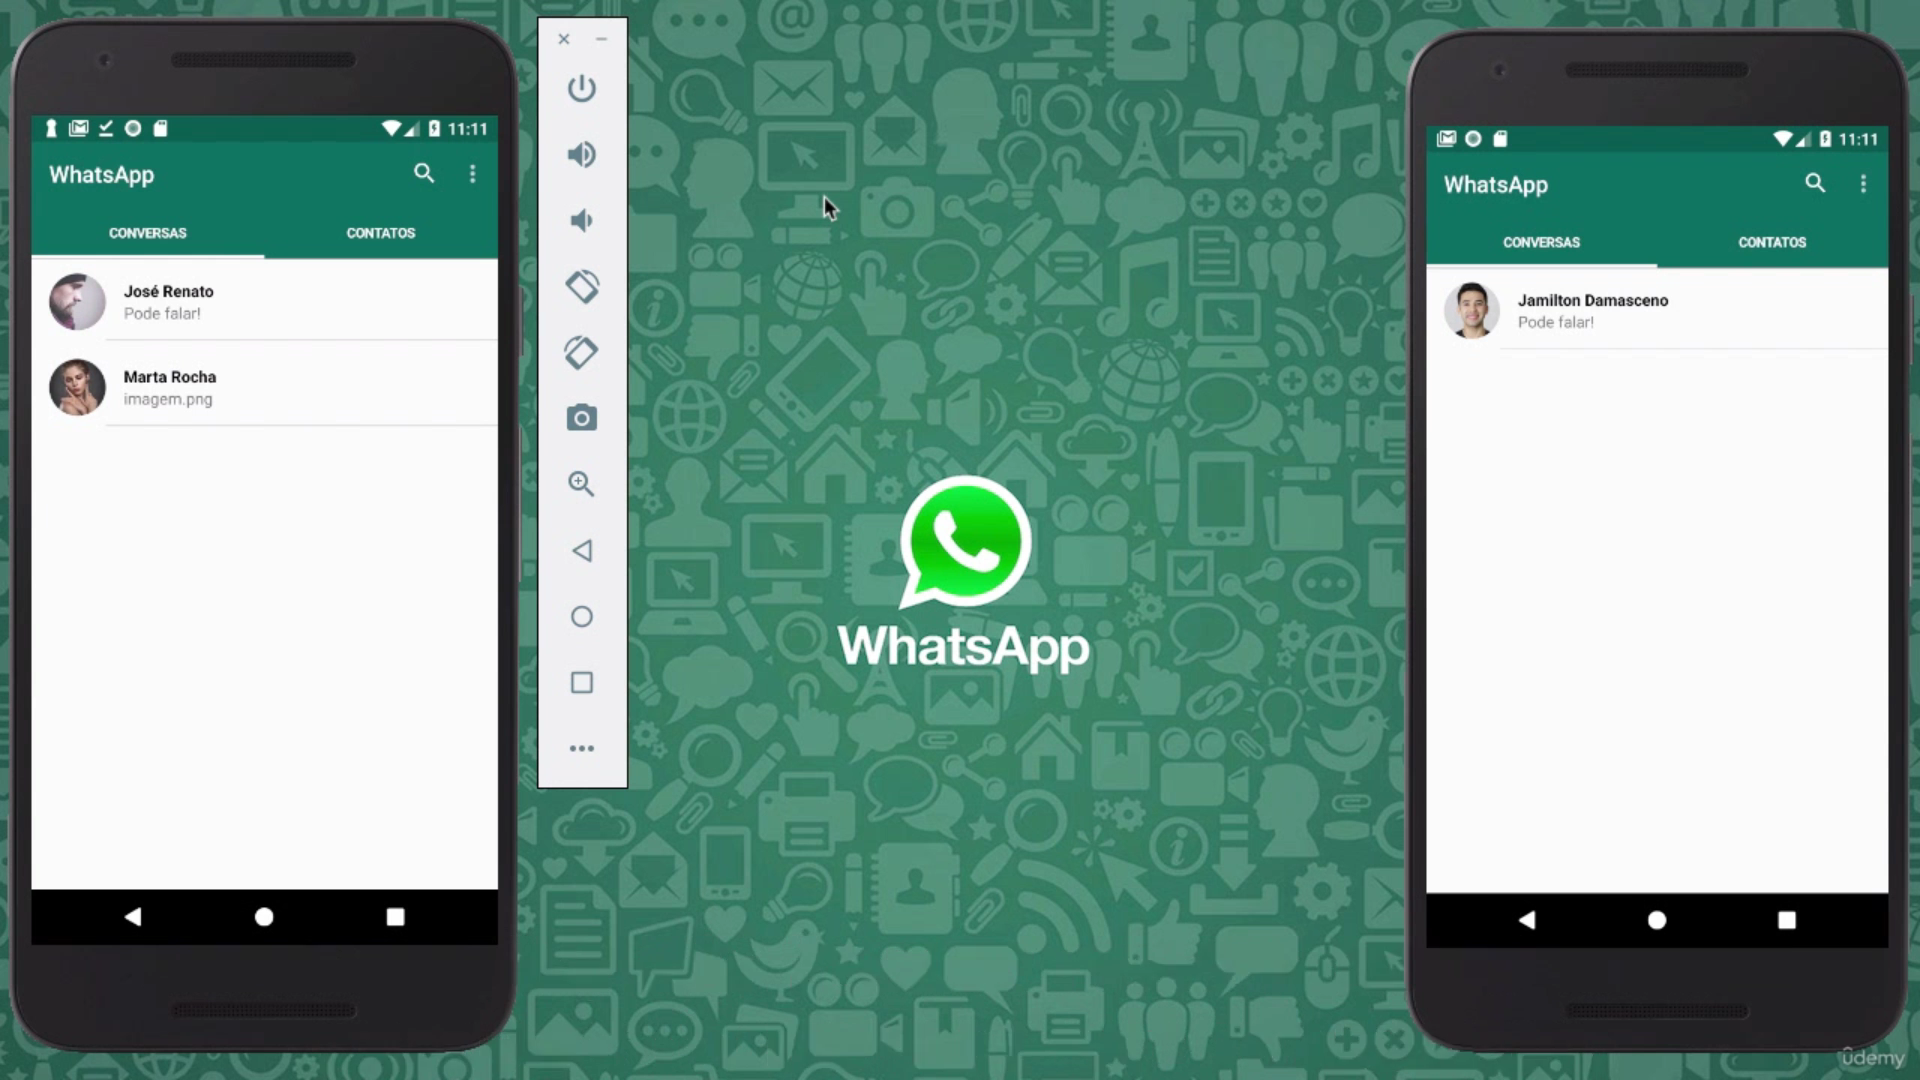 11:11
WhatsApp
CONVERSAS
CONTATOS
José Renato
Pode falar!
Marta Rocha
imagem.png
WhatsApp
11:11
WhatsApp
CONVERSAS
CONTATOS
Jamilton Damasceno
Pode falar!
ûdemy